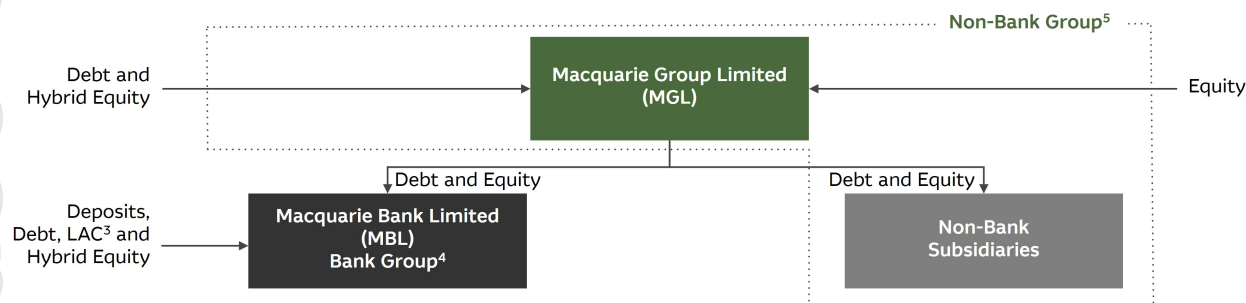 Non-Bank Group⁵
Debt and
Hybrid Equity
Macquarie Group Limited
(MGL)
Equity
Debt and Equity
Debt and Equity
Deposits,
Debt, LAC³ and
Hybrid Equity
Macquarie Bank Limited
(MBL)
Bank Group⁴
Non-Bank
Subsidiaries